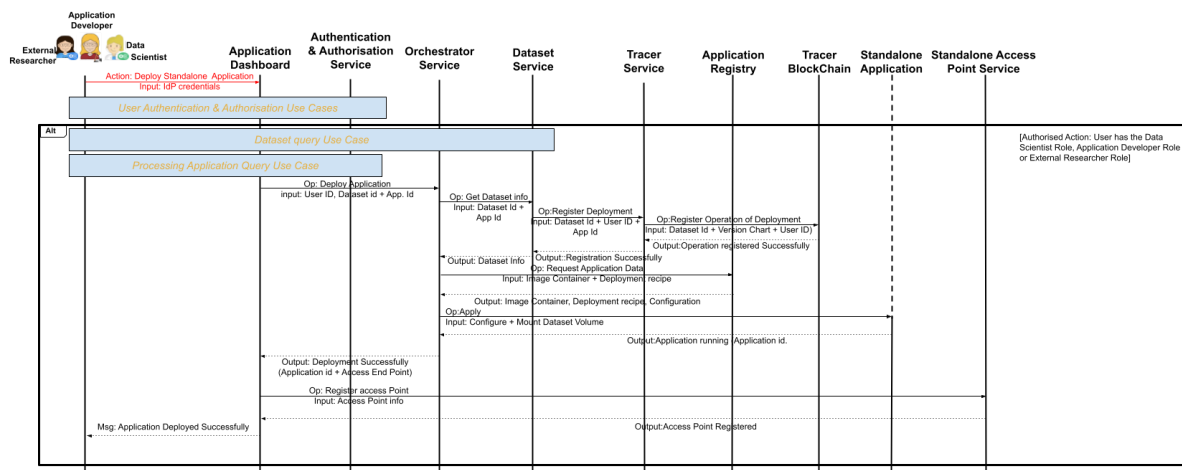 Application
Developer
External
Researcher
Data
Scientist
Application
Dashboard
Authentication
& Authorisation
Service
Orchestrator
Service
Dataset
Service
Tracer
Service
Application
Registry
Tracer
BlockChain
Standalone
Application
Standalone Access
Point Service
Action: Deploy Standalone Application
Input: IdP credentials
User Authentication & Authorisation Use Cases
Alt
Dataset query Use Case
[Authorised Action: User has the Data
Scientist Role, Application Developer Role
or External Researcher Role]
Processing Application Query Use Case
Op: Deploy Application
input: User ID, Dataset id + App. Id
Op: Get Dataset info
Input: Dataset Id +
App Id
Op:Register Deployment
Input: Dataset Id + User ID +
App Id
Op:Register Operation of Deployment
Input: Dataset Id + Version Chart + User ID)
Output:Operation registered Successfully
Output::Registration Successfully
Output: Dataset Info
Op: Request Application Data
Input: Image Container + Deployment recipe
Output: Image Container, Deployment recipe, Configuration
Op:Apply
Input: Configure + Mount Dataset Volume
Output:Application running (Application id.
Output: Deployment Successfully
(Application id + Access End Point)
Op: Register access Point
Input: Access Point info
Output:Access Point Registered
Msg: Application Deployed Successfully